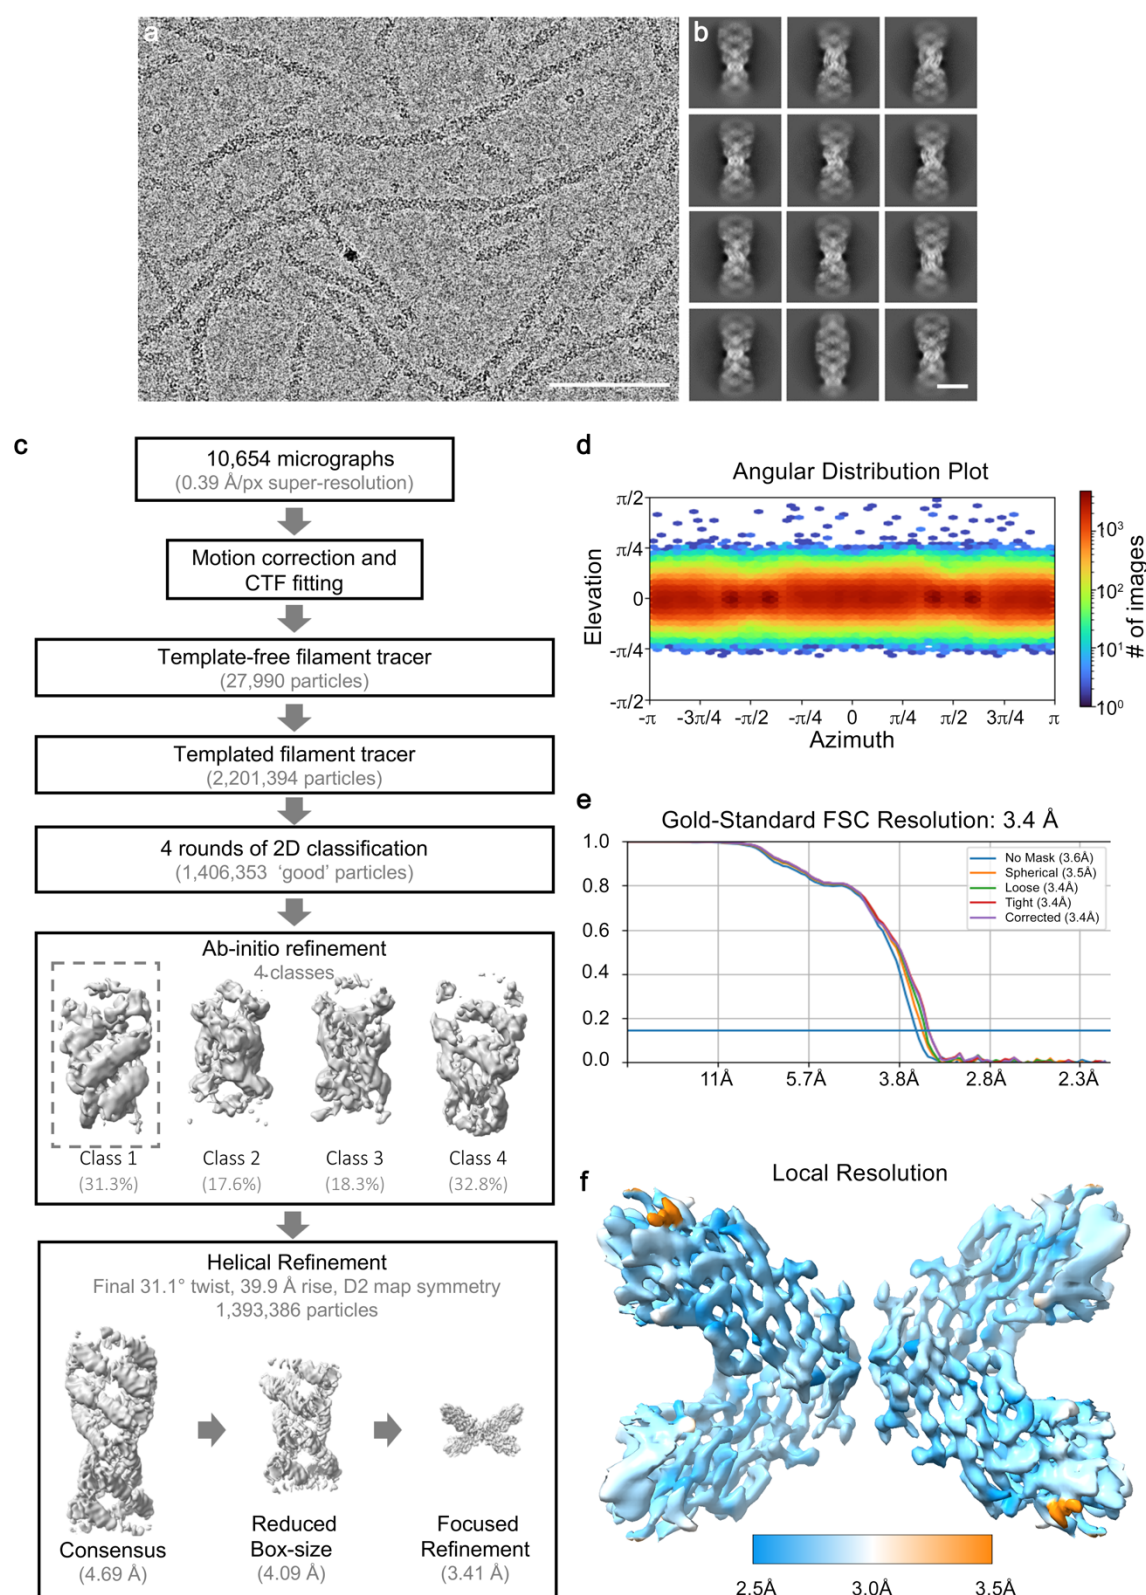 a
b
c
10,654 micrographs
(0.39 Å/px super-resolution)
Motion correction and
CTF fitting
Template-free filament tracer
(27,990 particles)
Templated filament tracer
(2,201,394 particles)
4 rounds of 2D classification
(1,406,353 ‘good’ particles)
Ab-initio refinement
4 classes
Class 1
Class 2
Class 3
Class 4
(31.3%)
(17.6%)
(18.3%)
(32.8%)
Helical Refinement
Final 31.1° twist, 39.9 Å rise, D2 map symmetry
1,393,386 particles
Consensus
(4.69 Å)
Reduced
Box-size
(4.09 Å)
Focused
Refinement
(3.41 Å)
d
Angular Distribution Plot
π/2
π/4
0
-π/4
-π/2
Elevation
-π
-3π/4
-π/2
-π/4
0
π/4
π/2
3π/4
π
Azimuth
10³
10²
10¹
10⁰
# of images
e
Gold-Standard FSC Resolution: 3.4 Å
1.0
0.8
0.6
0.4
0.2
0.0
No Mask (3.6Å)
Spherical (3.5Å)
Loose (3.4Å)
Tight (3.4Å)
Corrected (3.4Å)
11Å
5.7Å
3.8Å
2.8Å
2.3Å
f
Local Resolution
2.5Å
3.0Å
3.5Å